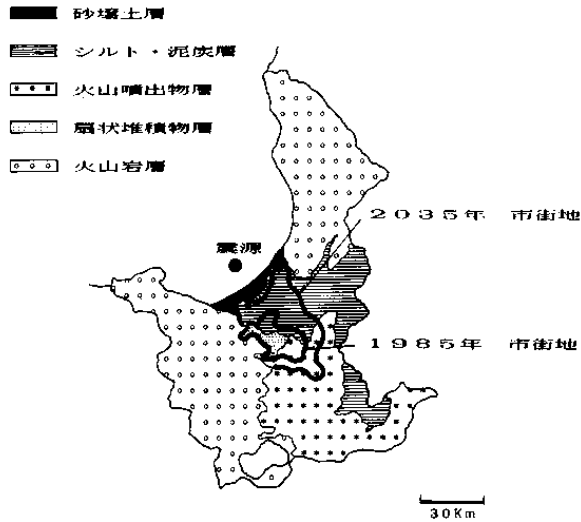 砂壌土層
シルト・泥炭層
火山噴出物層
扇状堆積物層
火山岩層
2035年 市街地
震源
1985年 市街地
30Km